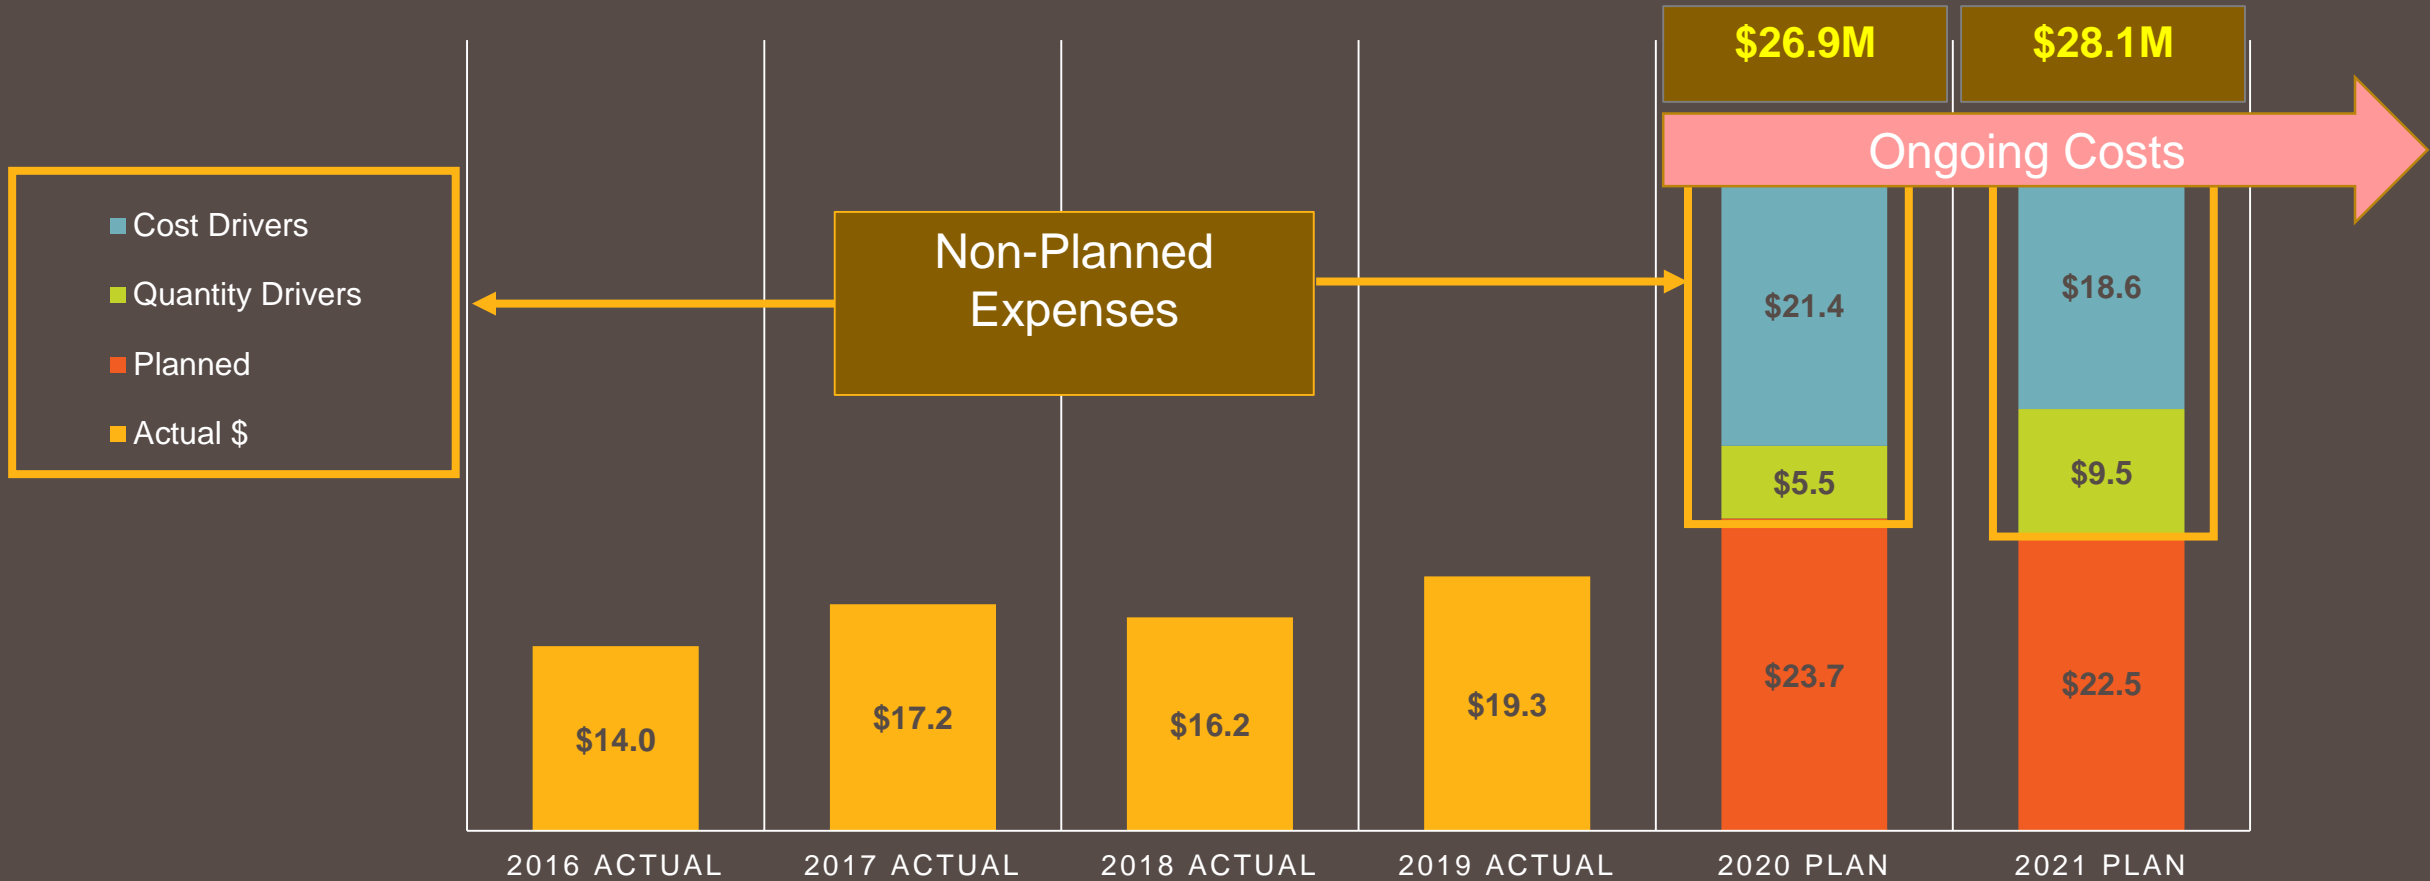 $26.9M
$28.1M
Ongoing Costs
Cost Drivers
Quantity Drivers
Planned
Actual $
Non-Planned
Expenses
$21.4
$18.6
$5.5
$9.5
$23.7
$22.5
$14.0
$17.2
$16.2
$19.3
2016 ACTUAL
2017 ACTUAL
2018 ACTUAL
2019 ACTUAL
2020 PLAN
2021 PLAN